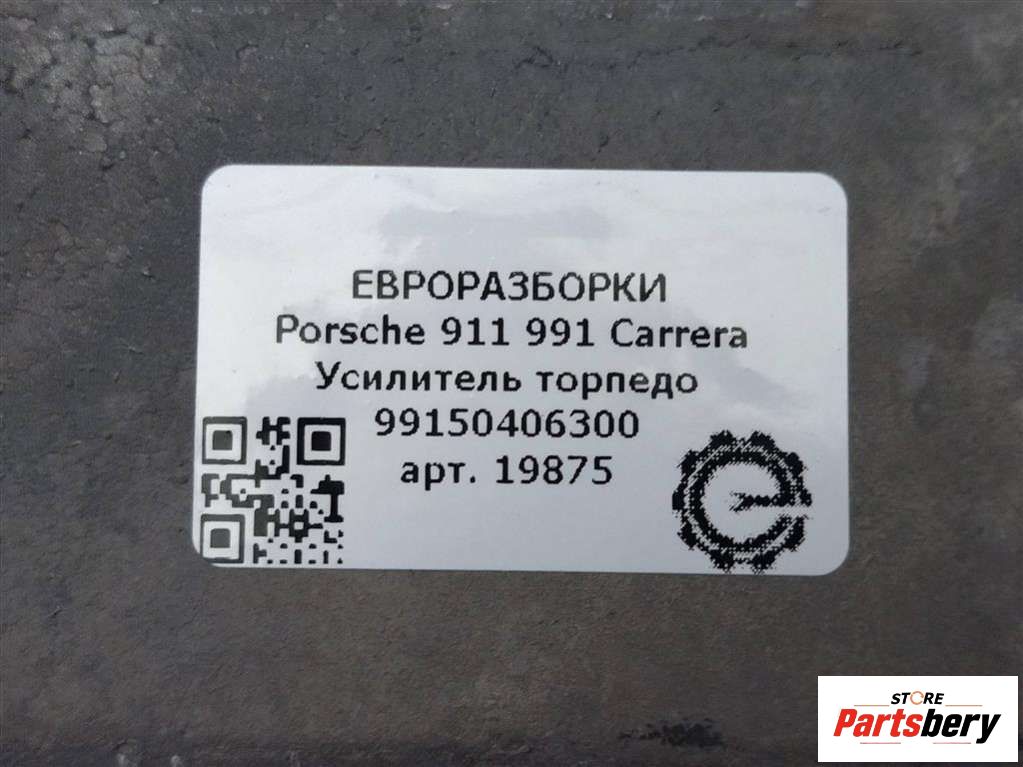 ЕВРОРАЗБОРКИ
Porsche 911 991 Carrera
Усилитель торпедо
99150406300
арт. 19875
STORE
Partsbery